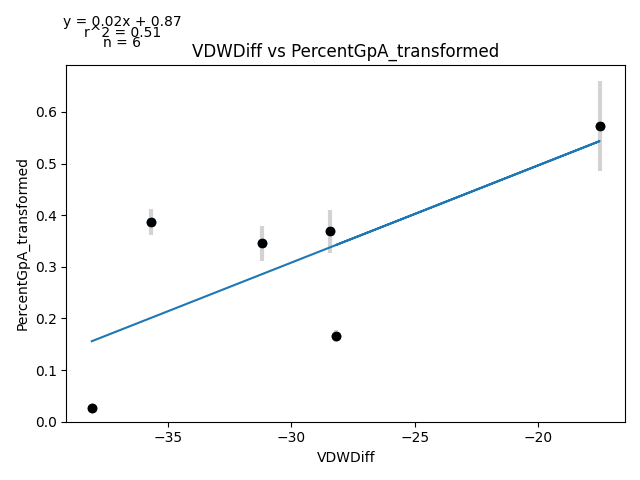 y = 0.02x + 0.87
r^2 = 0.51
n = 6
VDWDiff vs PercentGpA_transformed
PercentGpA_transformed
0.6
0.5
0.4
0.3
0.2
0.1
0.0
−35
−30
−25
−20
VDWDiff